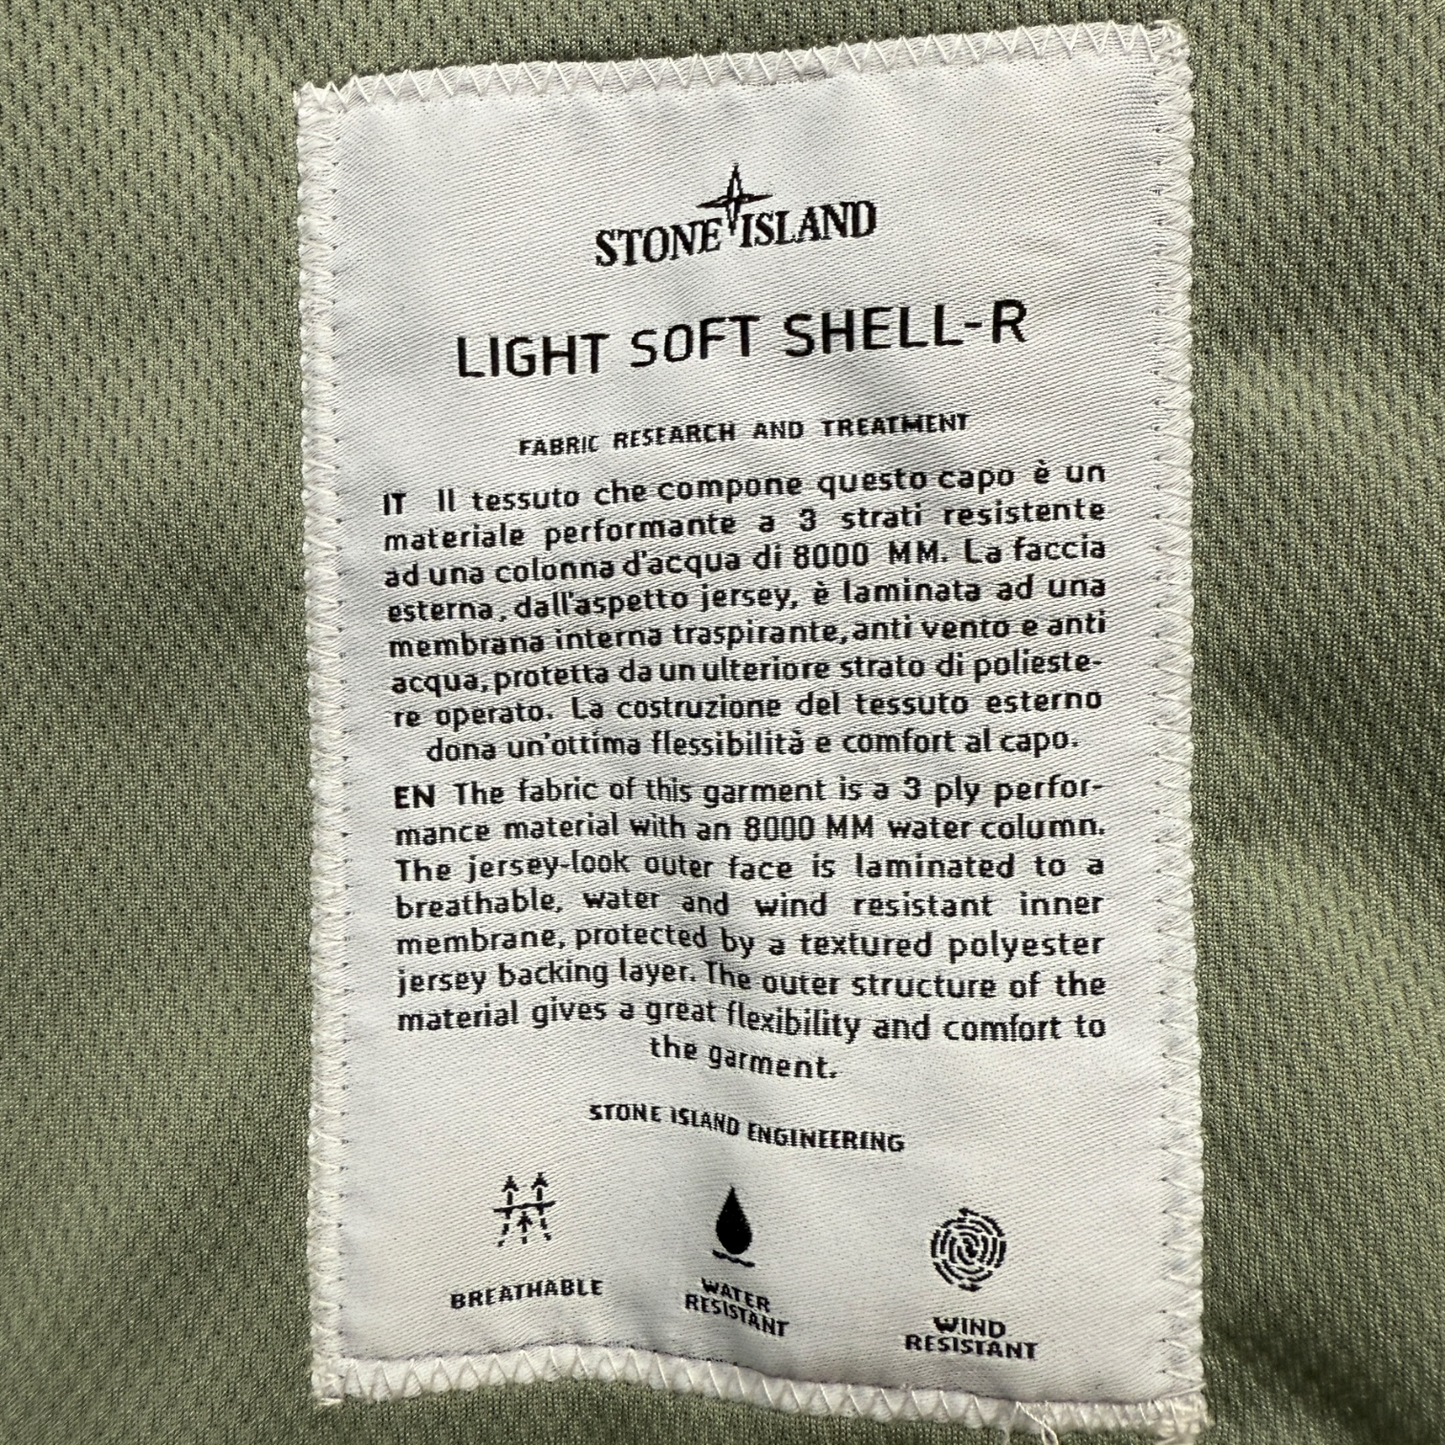 STONE ISLAND
LIGHT SOFT SHELL-R
FABRIC RESEARCH AND TREATMENT
IT Il tessuto che compone questo capo è un
materiale performante a 3 strati resistente
ad una colonna d'acqua di 8000 MM. La faccia
esterna, dall'aspetto jersey, è laminata ad una
membrana interna traspirante, anti vento e anti
acqua, protetta da un ulteriore strato di polieste-
re operato. La costruzione del tessuto esterno
dona un'ottima flessibilità e comfort al capo.
EN The fabric of this garment is a 3 ply perfor-
mance material with an 8000 MM water column.
The jersey-look outer face is laminated to a
breathable, water and wind resistant inner
membrane, protected by a textured polyester
jersey backing layer. The outer structure of the
material gives a great flexibility and comfort to
the garment.
STONE ISLAND ENGINEERING
BREATHABLE
WATER
RESISTANT
WIND
RESISTANT